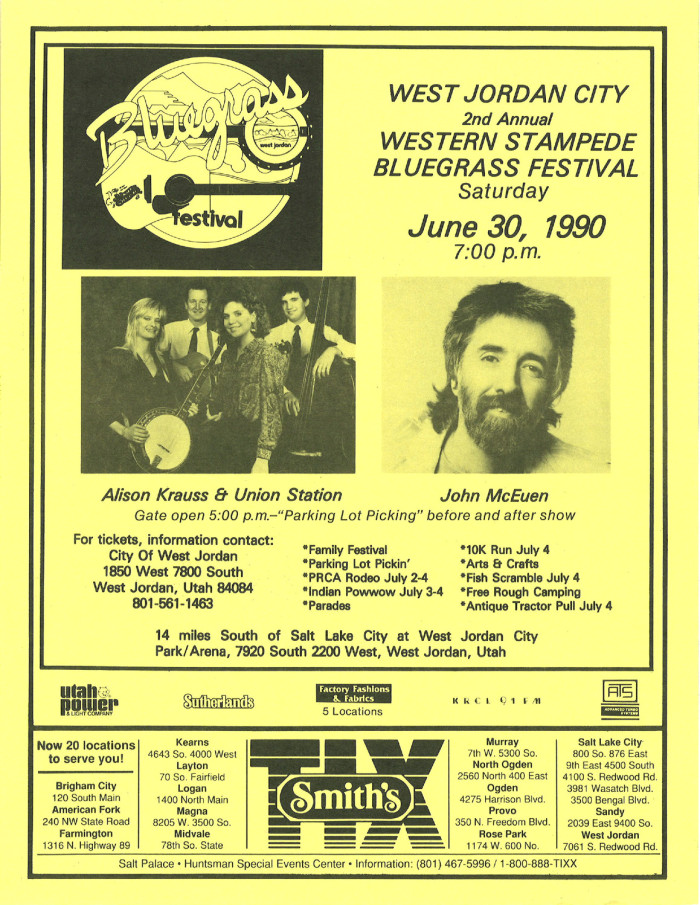 Bluegrass
west jordan
festival
WEST JORDAN CITY
2nd Annual
WESTERN STAMPEDE
BLUEGRASS FESTIVAL
Saturday
June 30, 1990
7:00 p.m.
Alison Krauss & Union Station
John McEuen
Gate open 5:00 p.m.–"Parking Lot Picking" before and after show
For tickets, information contact:
City Of West Jordan
1850 West 7800 South
West Jordan, Utah 84084
801-561-1463
*Family Festival
*Parking Lot Pickin'
*PRCA Rodeo July 2-4
*Indian Powwow July 3-4
*Parades
*10K Run July 4
*Arts & Crafts
*Fish Scramble July 4
*Free Rough Camping
*Antique Tractor Pull July 4
14 miles South of Salt Lake City at West Jordan City
Park/Arena, 7920 South 2200 West, West Jordan, Utah
utah
power
& LIGHT COMPANY
Sutherlands
Factory Fashions
& Fabrics
5 Locations
KRCL 91 FM
ATS
ADVANCED TURBO
SYSTEMS
Now 20 locations
to serve you!
Brigham City
120 South Main
American Fork
240 NW State Road
Farmington
1316 N. Highway 89
Kearns
4643 So. 4000 West
Layton
70 So. Fairfield
Logan
1400 North Main
Magna
8205 W. 3500 So.
Midvale
78th So. State
Smith's
TIX
Murray
7th W. 5300 So.
North Ogden
2560 North 400 East
Ogden
4275 Harrison Blvd.
Provo
350 N. Freedom Blvd.
Rose Park
1174 W. 600 No.
Salt Lake City
800 So. 876 East
9th East 4500 South
4100 S. Redwood Rd.
3981 Wasatch Blvd.
3500 Bengal Blvd.
Sandy
2039 East 9400 So.
West Jordan
7061 S. Redwood Rd.
Salt Palace • Huntsman Special Events Center • Information: (801) 467-5996 / 1-800-888-TIXX